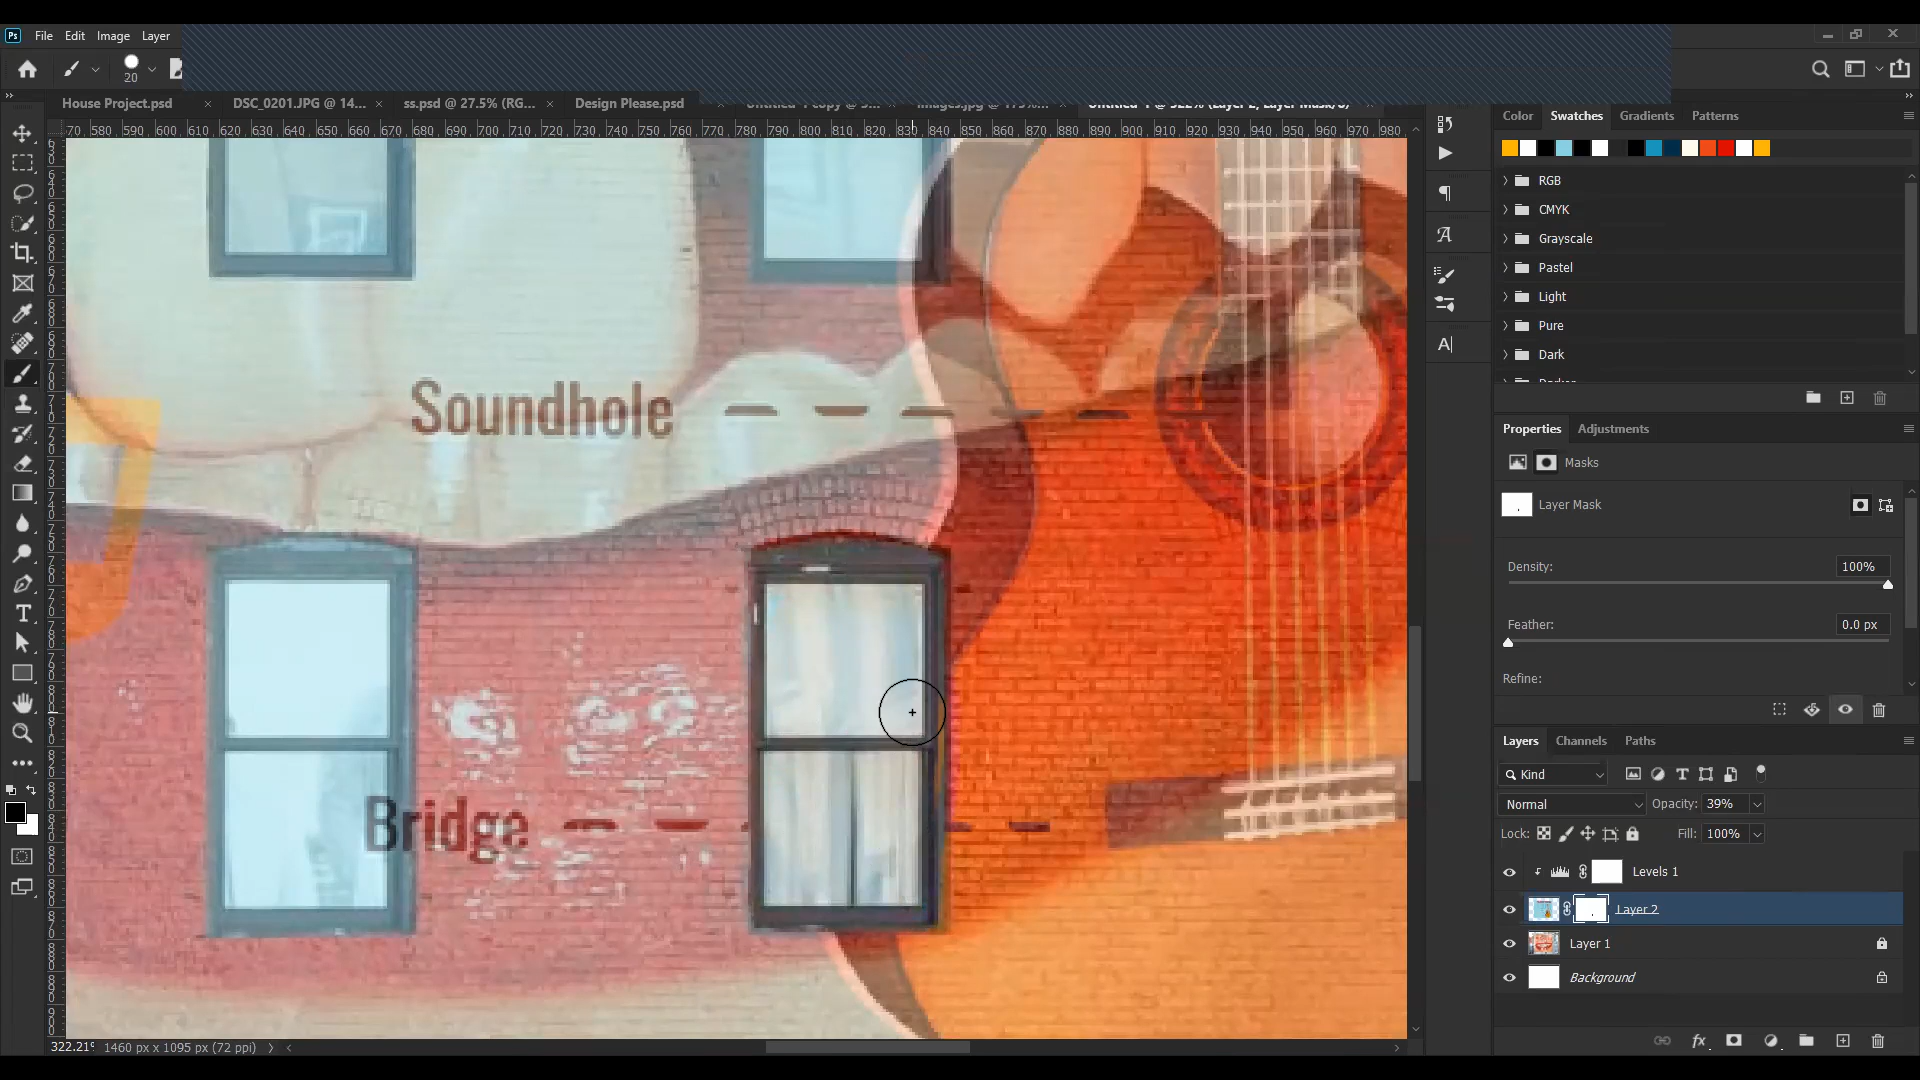 Ps File Edit Image Layer
20
House Project.psd × DSC_0201.JPG @ 14... × ss.psd @ 27.5% (RG... × Design Please.psd
580 590 600 610 620 630 640 650 660 670 680 690 700 710 720 730 740 750 760 770 780 790 800 810 820 830 840 850 860 870 880 890 900 910 920 930 940 950 960 970 980
Color Swatches Gradients Patterns
RGB
CMYK
Grayscale
Pastel
Light
Pure
Dark
Soundhole
Bridge
Properties Adjustments
Masks
Layer Mask
Density: 100%
Feather: 0.0 px
Refine:
Layers Channels Paths
Kind
Normal Opacity: 39%
Lock: Fill: 100%
Levels 1
Layer 2
Layer 1
Background
322.21% 1460 px x 1095 px (72 ppi)